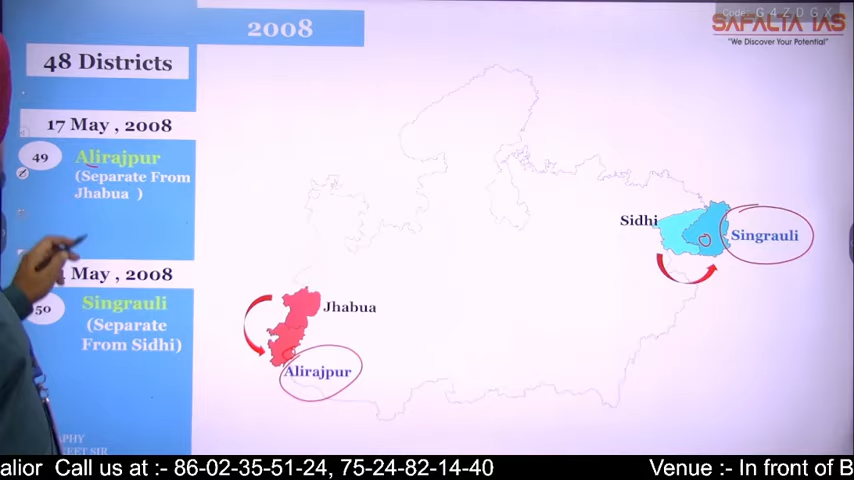 2008
Code: G 4 Z D G X
SAFALTA IAS
"We Discover Your Potential"
48 Districts
17 May , 2008
49
Alirajpur
(Separate From
Jhabua )
May , 2008
50
Singrauli
(Separate
From Sidhi)
Sidhi
Singrauli
Jhabua
Alirajpur
Call us at :- 86-02-35-51-24, 75-24-82-14-40
Venue :- In front of B